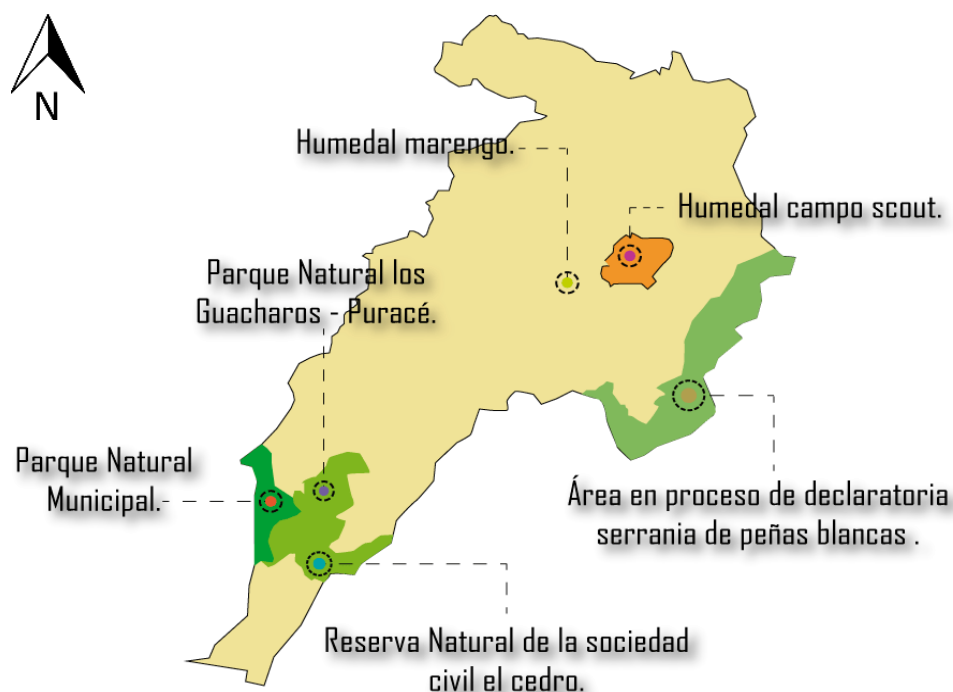 N
Humedal marengo.
Humedal campo scout.
Parque Natural los
Guacharos - Puracé.
Parque Natural
Municipal.
Área en proceso de declaratoria
serrania de peñas blancas .
Reserva Natural de la sociedad
civil el cedro.